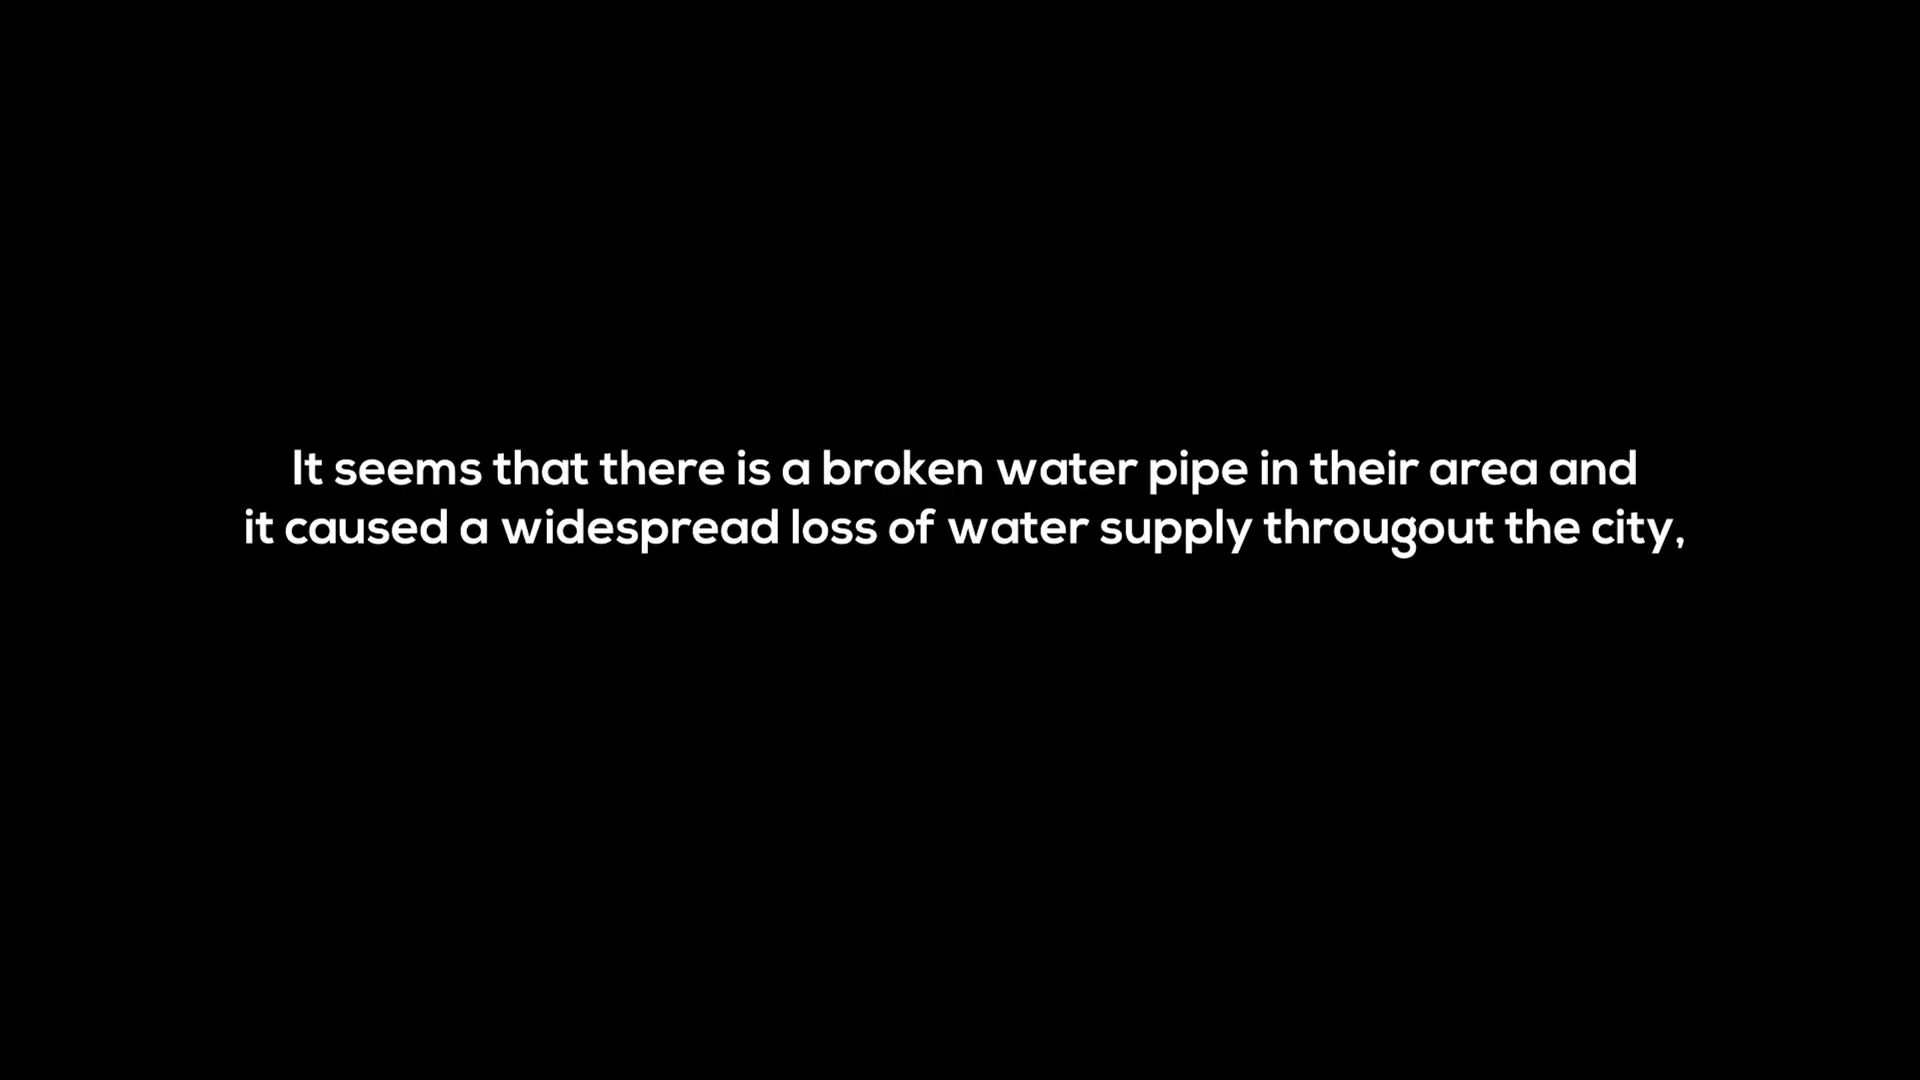 It seems that there is a broken water pipe in their area and
it caused a widespread loss of water supply througout the city,